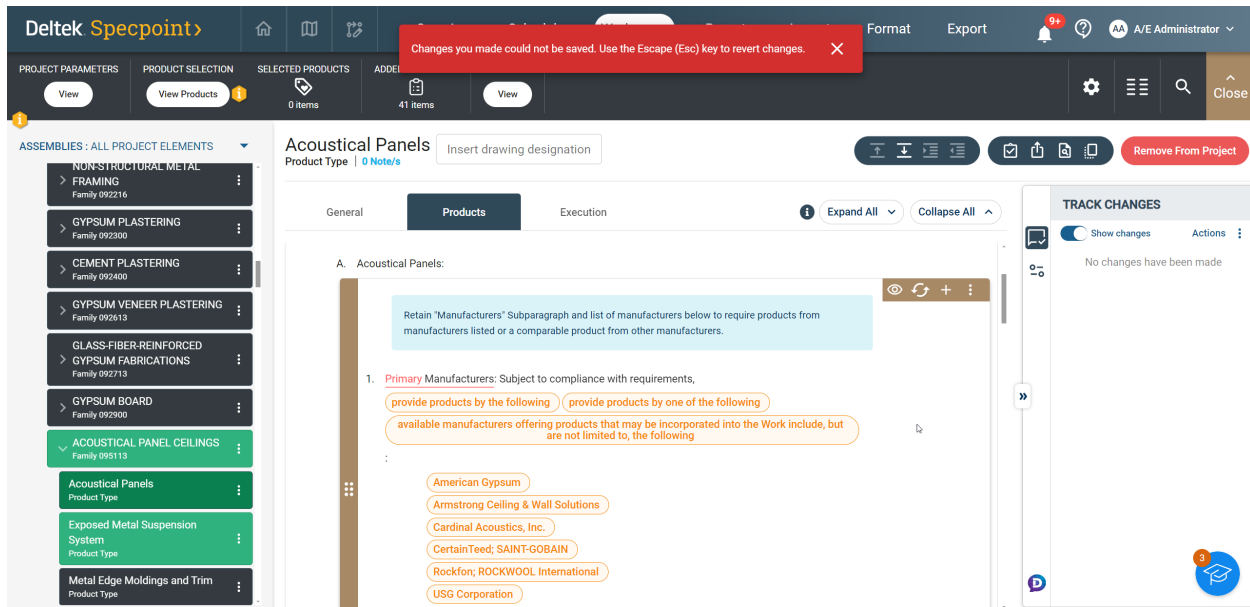 Deltek. Specpoint>
Format
Export
9+
AA
A/E Administrator
Changes you made could not be saved. Use the Escape (Esc) key to revert changes.
PROJECT PARAMETERS
View
PRODUCT SELECTION
View Products
SELECTED PRODUCTS
0 items
41 items
View
Close
ASSEMBLIES : ALL PROJECT ELEMENTS
NON-STRUCTURAL METAL
FRAMING
Family 092216
GYPSUM PLASTERING
Family 092300
CEMENT PLASTERING
Family 092400
GYPSUM VENEER PLASTERING
Family 092613
GLASS-FIBER-REINFORCED
GYPSUM FABRICATIONS
Family 092713
GYPSUM BOARD
Family 092900
ACOUSTICAL PANEL CEILINGS
Family 095113
Acoustical Panels
Product Type
Exposed Metal Suspension
System
Product Type
Metal Edge Moldings and Trim
Product Type
Acoustical Panels
Insert drawing designation
Product Type | 0 Note/s
Remove From Project
General
Products
Execution
Expand All
Collapse All
A. Acoustical Panels:
Retain "Manufacturers" Subparagraph and list of manufacturers below to require products from
manufacturers listed or a comparable product from other manufacturers.
1. Primary Manufacturers: Subject to compliance with requirements,
provide products by the following
provide products by one of the following
available manufacturers offering products that may be incorporated into the Work include, but
are not limited to, the following
:
American Gypsum
Armstrong Ceiling & Wall Solutions
Cardinal Acoustics, Inc.
CertainTeed; SAINT-GOBAIN
Rockfon; ROCKWOOL International
USG Corporation
TRACK CHANGES
Show changes
Actions
No changes have been made
3